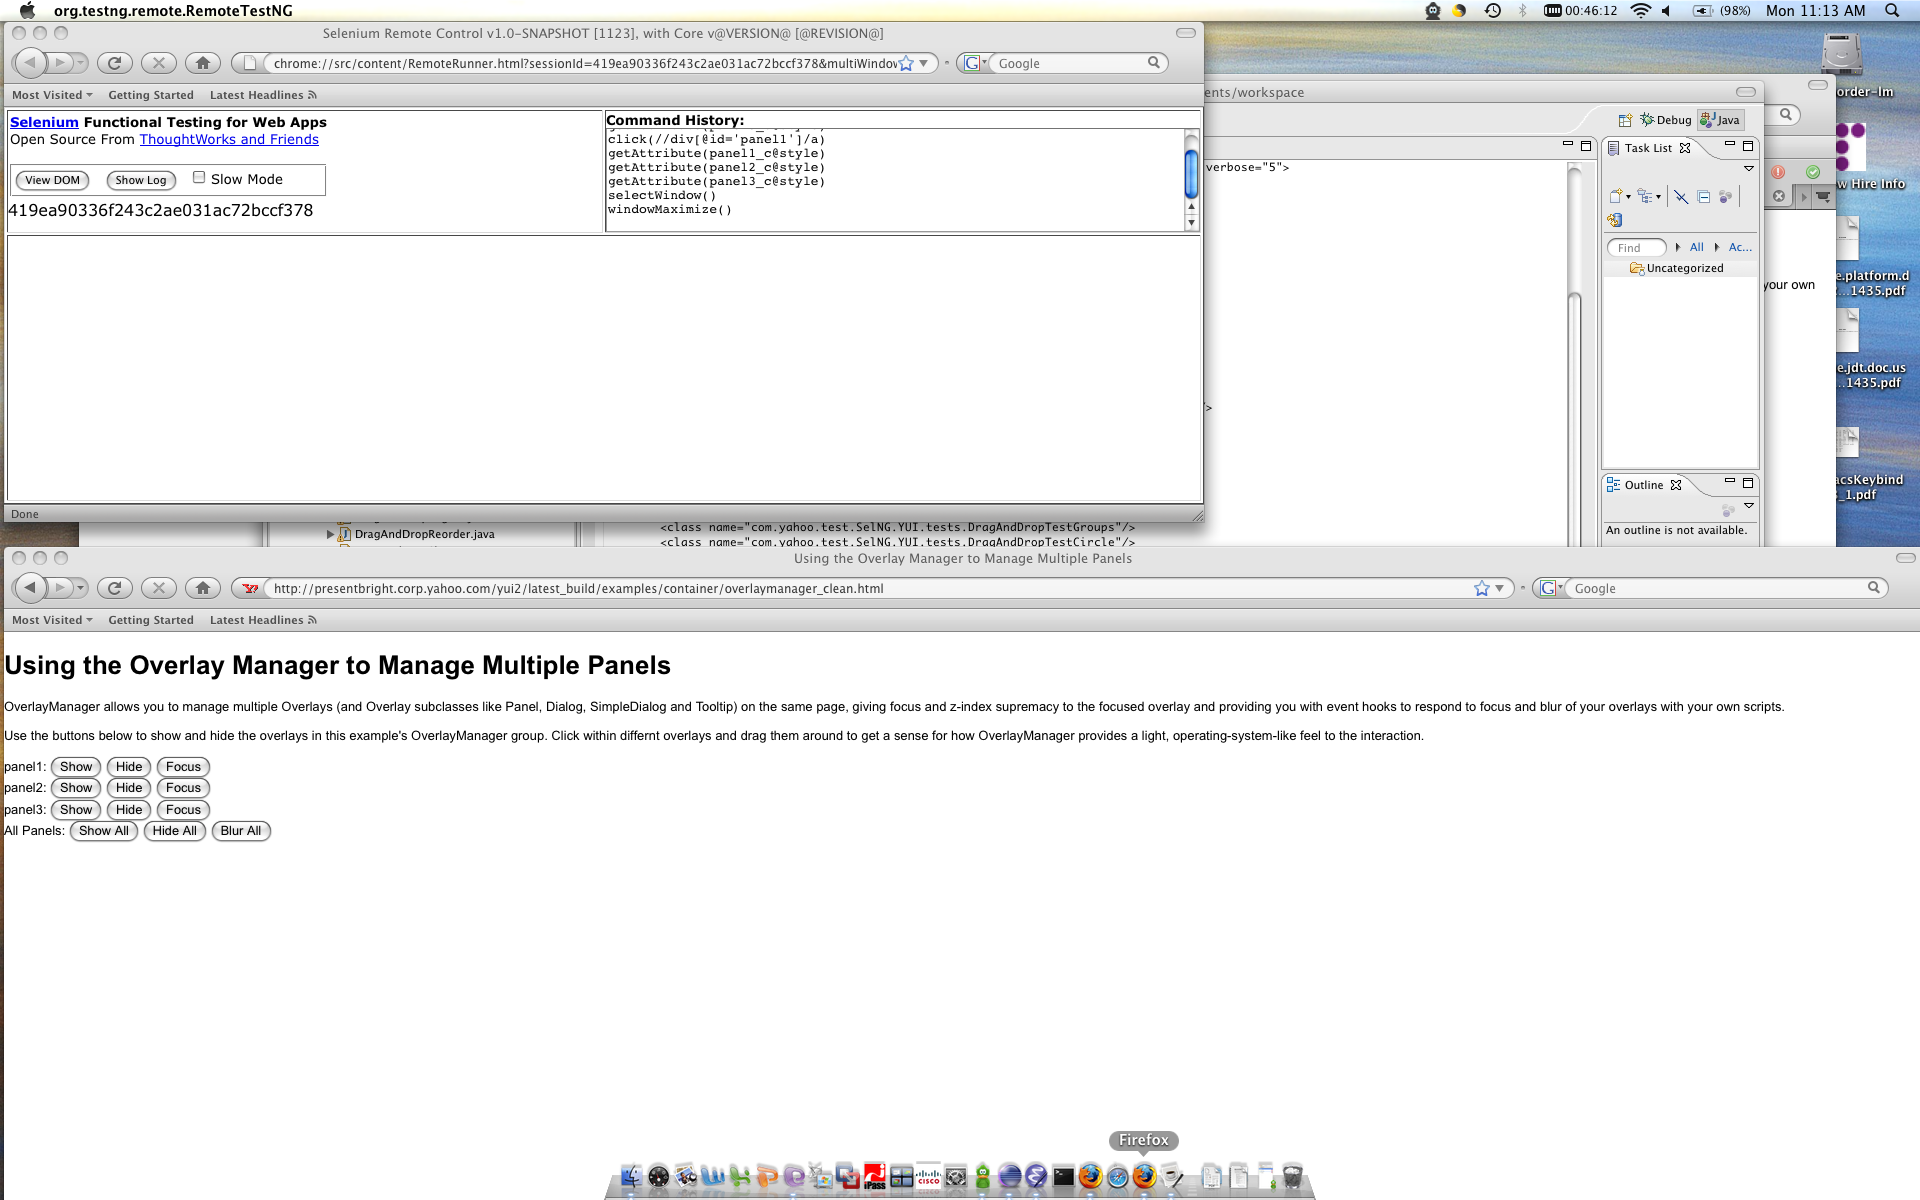 org.testng.remote.RemoteTestNG
00:46:12
(98%)
Mon 11:13 AM
Selenium Remote Control v1.0-SNAPSHOT [1123], with Core v@VERSION@ [@REVISION@]
chrome://src/content/RemoteRunner.html?sessionId=419ea90336f243c2ae031ac72bccf378&multiWindow
Google
Most Visited
Getting Started
Latest Headlines
Selenium Functional Testing for Web Apps
Open Source From ThoughtWorks and Friends
View DOM
Show Log
Slow Mode
419ea90336f243c2ae031ac72bccf378
Command History:
click(//div[@id='panel1']/a)
getAttribute(panel1_c@style)
getAttribute(panel2_c@style)
getAttribute(panel3_c@style)
selectWindow()
windowMaximize()
Done
ents/workspace
Debug
Java
verbose="5">
Task List
Find
All
Ac...
Uncategorized
/>
Outline
An outline is not available.
your own
order-lm
w Hire Info
e.platform.d
...1435.pdf
e.jdt.doc.us
...1435.pdf
acsKeybind
s_1.pdf
DragAndDropReorder.java
<class name="com.yahoo.test.SelNG.YUI.tests.DragAndDropTestGroups"/>
<class name="com.yahoo.test.SelNG.YUI.tests.DragAndDropTestCircle"/>
Using the Overlay Manager to Manage Multiple Panels
http://presentbright.corp.yahoo.com/yui2/latest_build/examples/container/overlaymanager_clean.html
Google
Most Visited
Getting Started
Latest Headlines
Using the Overlay Manager to Manage Multiple Panels
OverlayManager allows you to manage multiple Overlays (and Overlay subclasses like Panel, Dialog, SimpleDialog and Tooltip) on the same page, giving focus and z-index supremacy to the focused overlay and providing you with event hooks to respond to focus and blur of your overlays with your own scripts.
Use the buttons below to show and hide the overlays in this example's OverlayManager group. Click within differnt overlays and drag them around to get a sense for how OverlayManager provides a light, operating-system-like feel to the interaction.
panel1: Show Hide Focus
panel2: Show Hide Focus
panel3: Show Hide Focus
All Panels: Show All Hide All Blur All
Firefox
iPass
CISCO